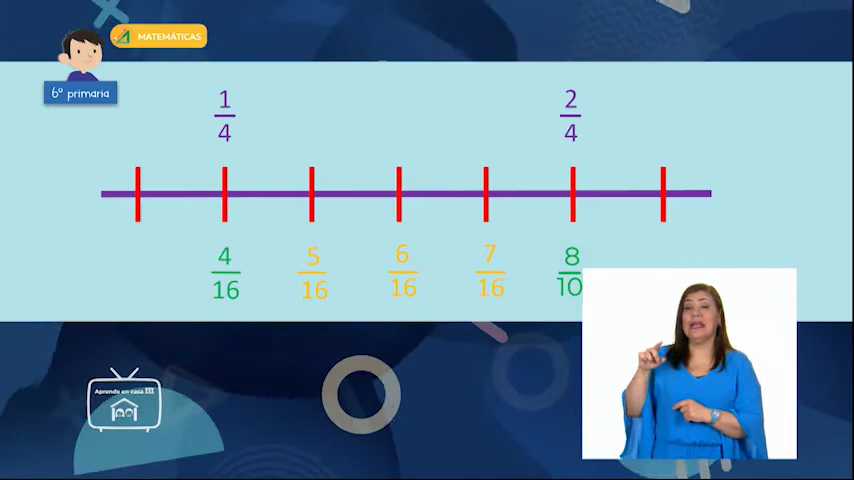 MATEMÁTICAS
6º primaria
1/4
2/4
4/16
5/16
6/16
7/16
8/10
Aprende en casa III